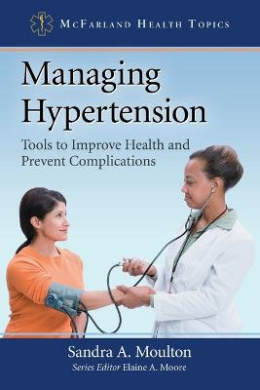 McFarland Health Topics
Managing
Hypertension
Tools to Improve Health and
Prevent Complications
Sandra A. Moulton
Series Editor Elaine A. Moore